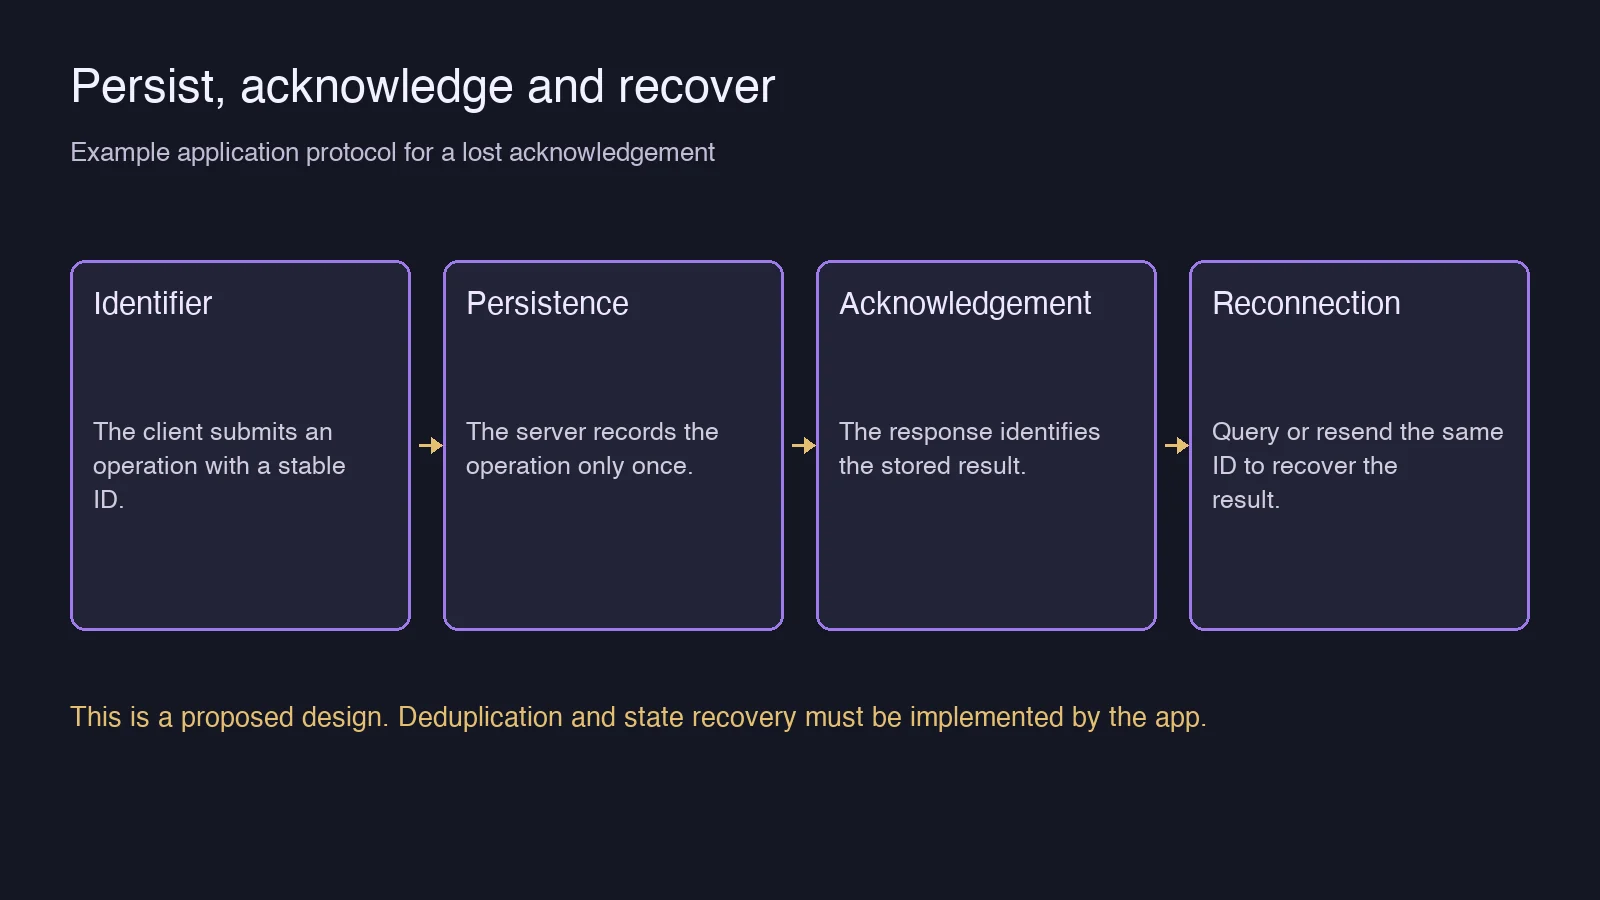 Persist, acknowledge and recover
Example application protocol for a lost acknowledgement
Identifier
The client submits an
operation with a stable
ID.
Persistence
The server records the
operation only once.
Acknowledgement
The response identifies
the stored result.
Reconnection
Query or resend the same
ID to recover the
result.
This is a proposed design. Deduplication and state recovery must be implemented by the app.